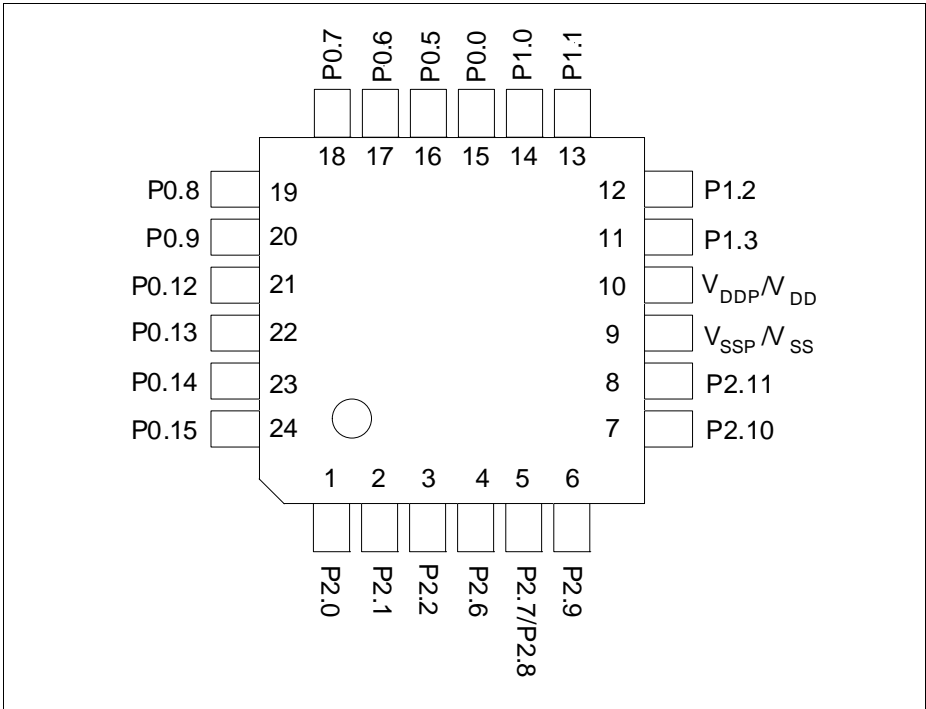 P0.7 P0.6 P0.5 P0.0 P1.0 P1.1
18 17 16 15 14 13
P0.8 19 12 P1.2
P0.9 20 11 P1.3
P0.12 21 10 VDDP/VDD
P0.13 22 9 VSSP/VSS
P0.14 23 8 P2.11
P0.15 24 7 P2.10
1 2 3 4 5 6
P2.0 P2.1 P2.2 P2.6 P2.7/P2.8 P2.9